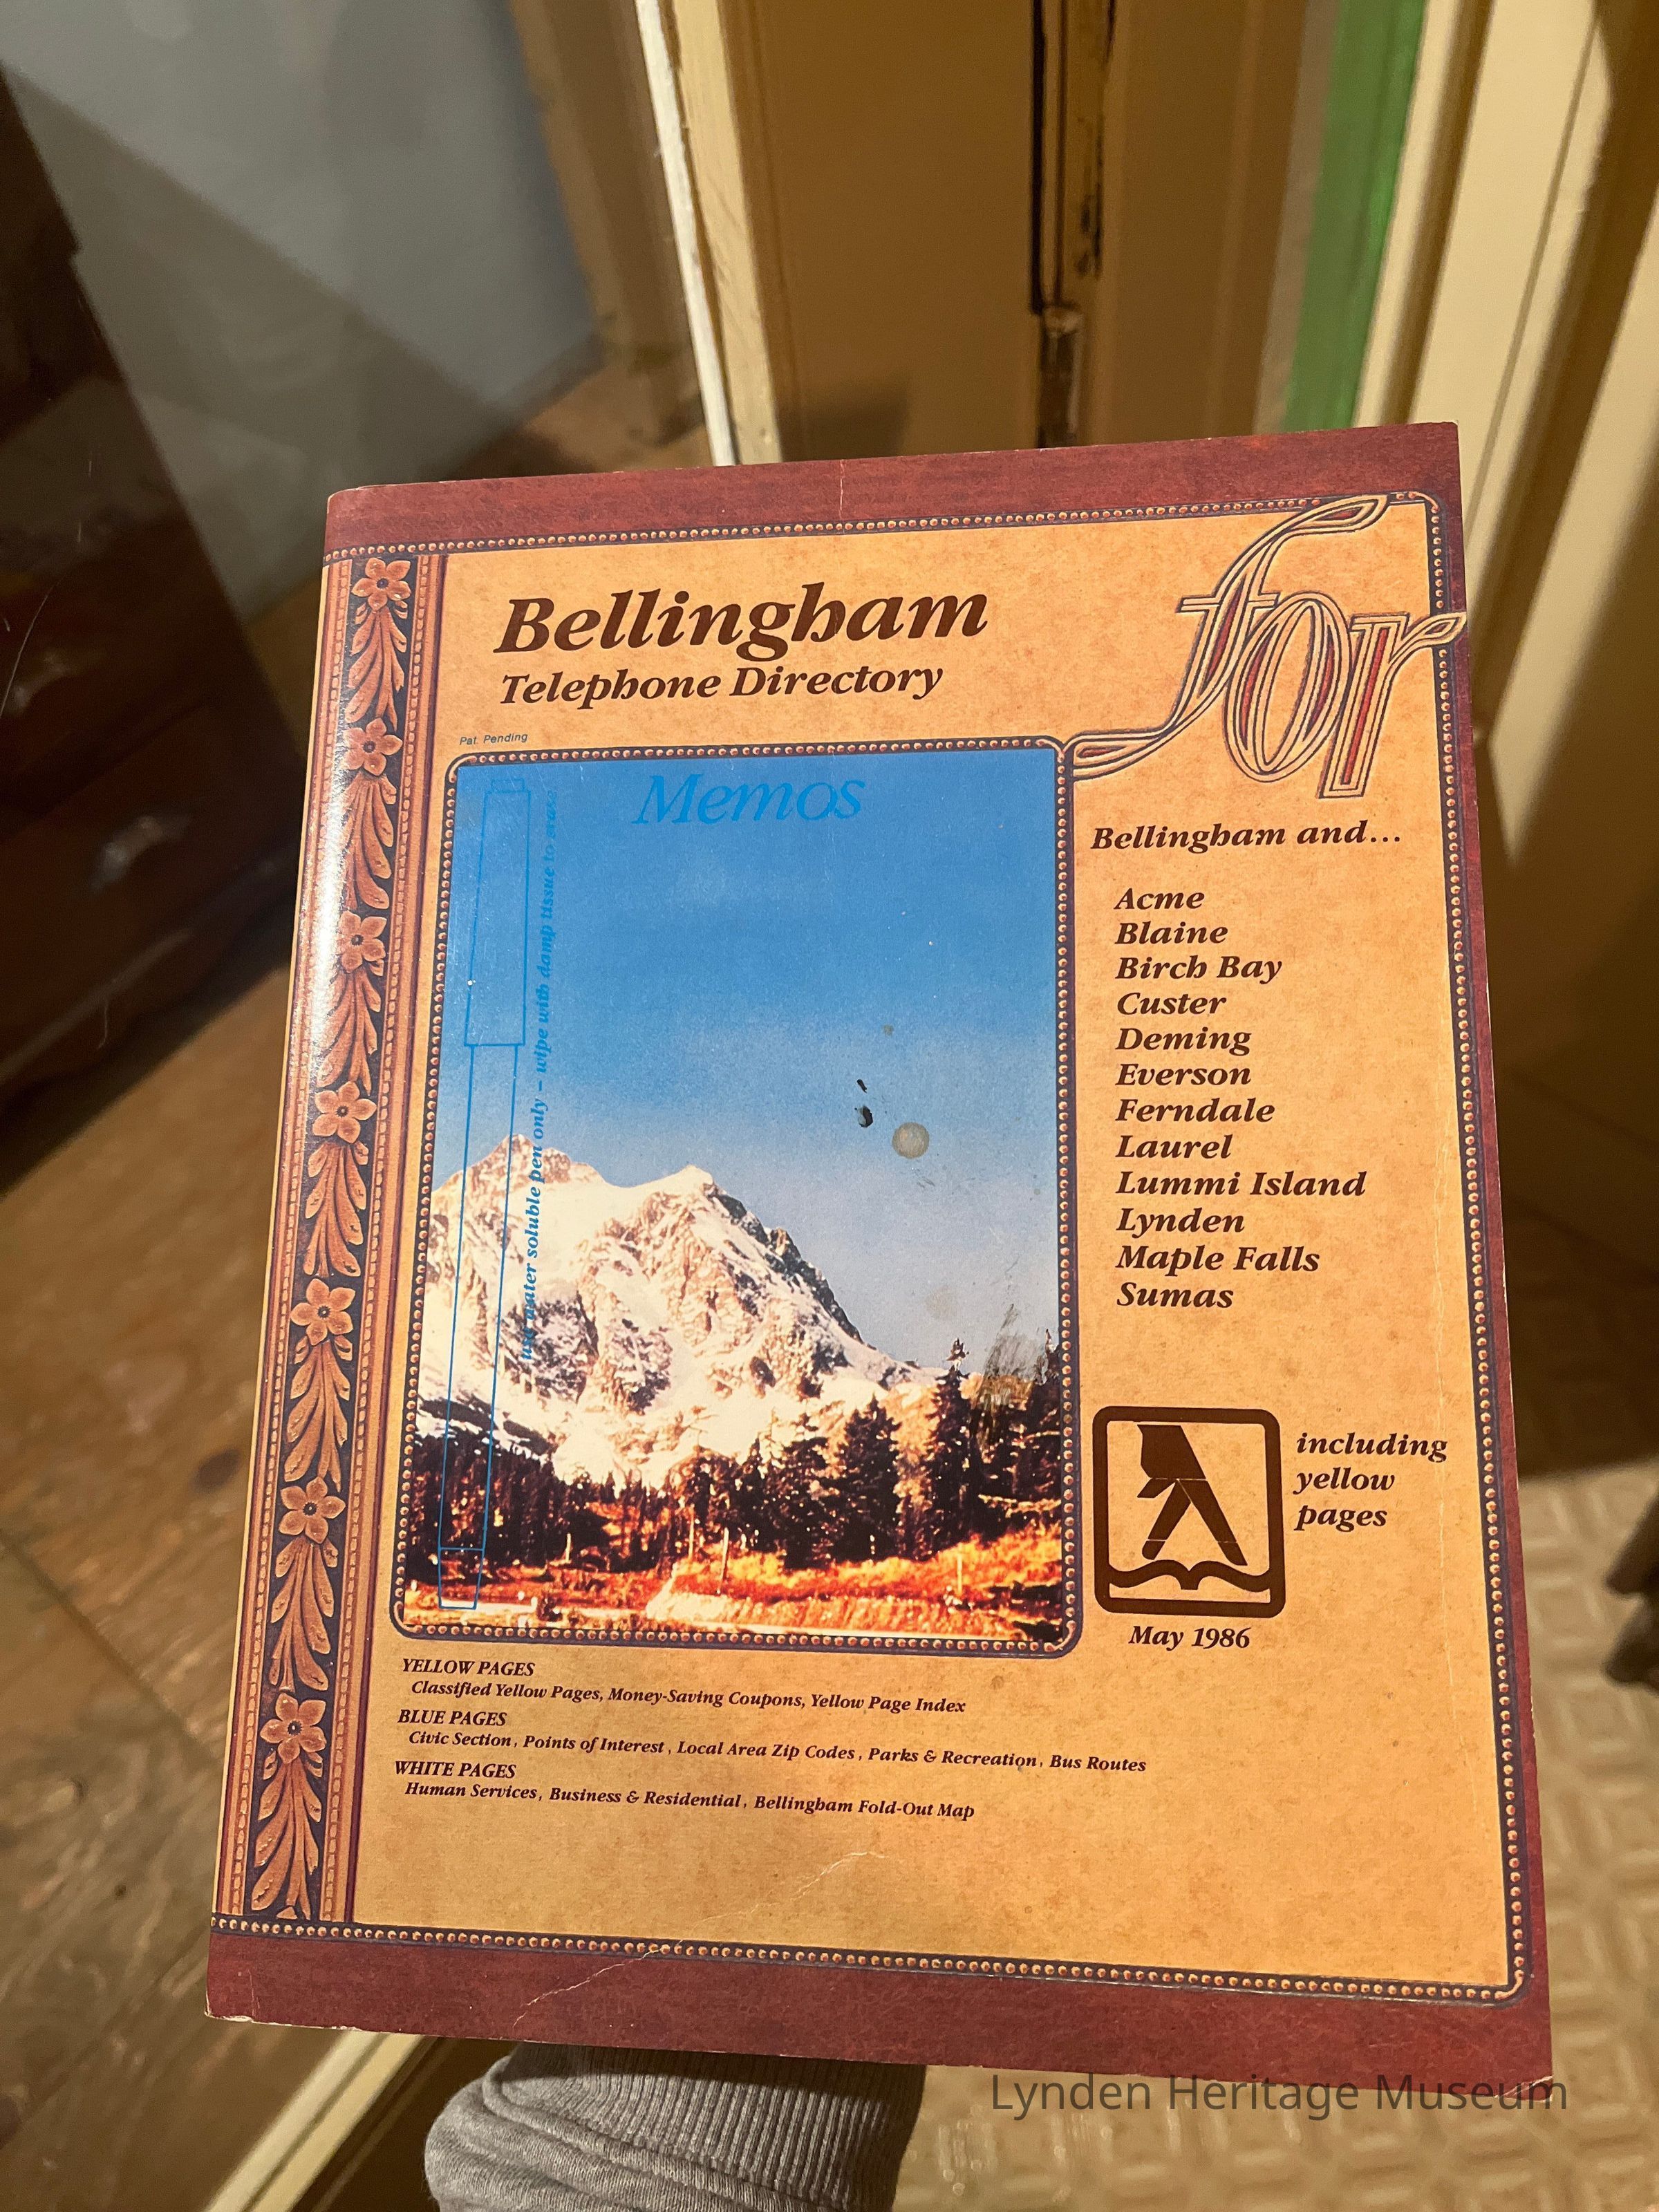 Bellingham
Telephone Directory
for
Pat. Pending
Memos
use water soluble pen only – wipe with damp tissue to erase.
Bellingham and...
Acme
Blaine
Birch Bay
Custer
Deming
Everson
Ferndale
Laurel
Lummi Island
Lynden
Maple Falls
Sumas
including
yellow
pages
May 1986
YELLOW PAGES
Classified Yellow Pages, Money-Saving Coupons, Yellow Page Index
BLUE PAGES
Civic Section, Points of Interest, Local Area Zip Codes, Parks & Recreation, Bus Routes
WHITE PAGES
Human Services, Business & Residential, Bellingham Fold-Out Map
Lynden Heritage Museum